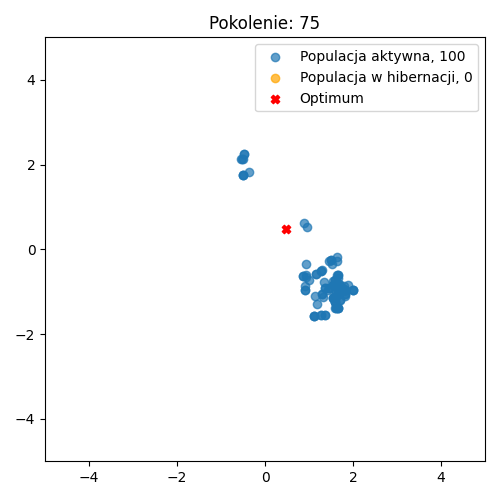 Pokolenie: 75
Populacja aktywna, 100
Populacja w hibernacji, 0
Optimum
4
2
0
−2
−4
−4 −2 0 2 4